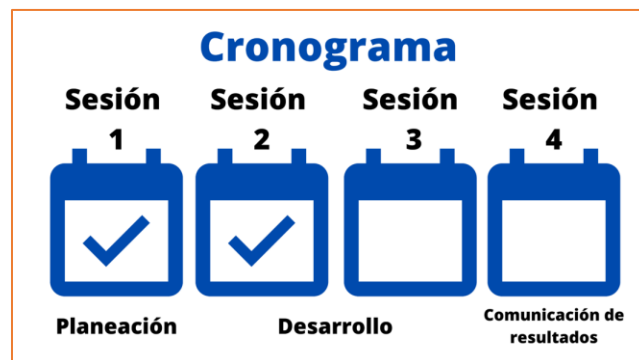 Cronograma
Sesión Sesión Sesión Sesión
1 2 3 4
Planeación Desarrollo Comunicación de
resultados